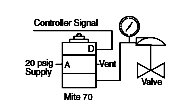 Controller Signal
D
20 psig
Supply
A
Vent
Valve
Mite 70